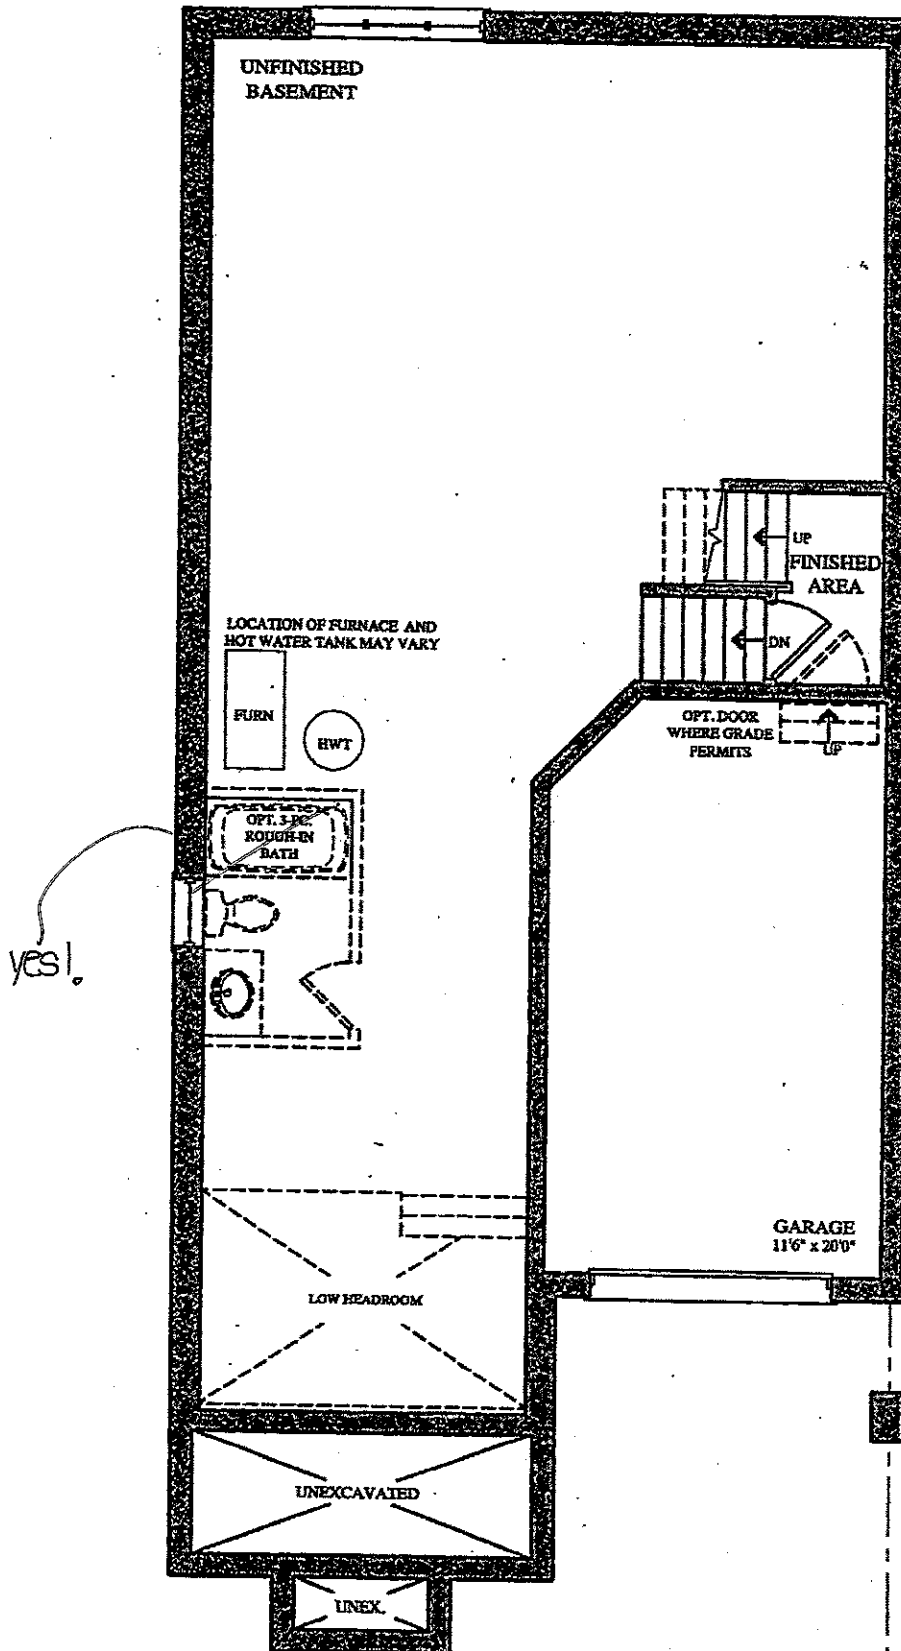 UNFINISHED
BASEMENT
UP
FINISHED
AREA
DN
LOCATION OF FURNACE AND
HOT WATER TANK MAY VARY
FURN
HWT
OPT. DOOR
WHERE GRADE
PERMITS
UP
OPT. 3-PC.
ROUGH-IN
BATH
yes!.
GARAGE
11'6" x 20'0"
LOW HEADROOM
UNEXCAVATED
UNEX.